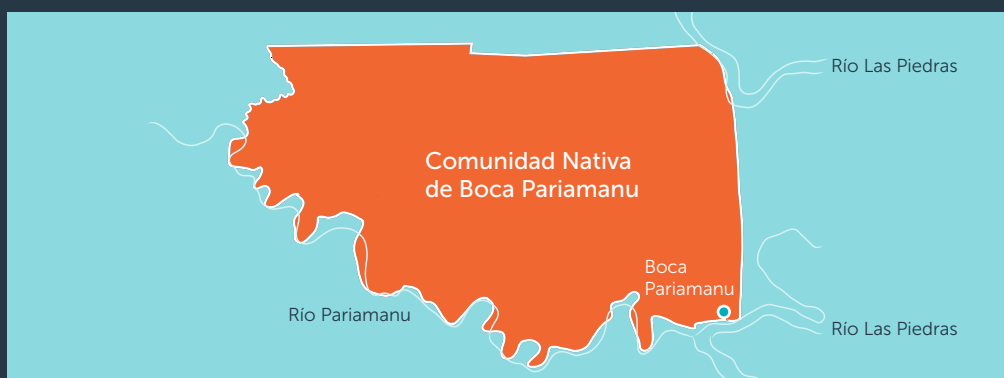 Río Las Piedras
Comunidad Nativa
de Boca Pariamanu
Boca
Pariamanu
Río Pariamanu
Río Las Piedras